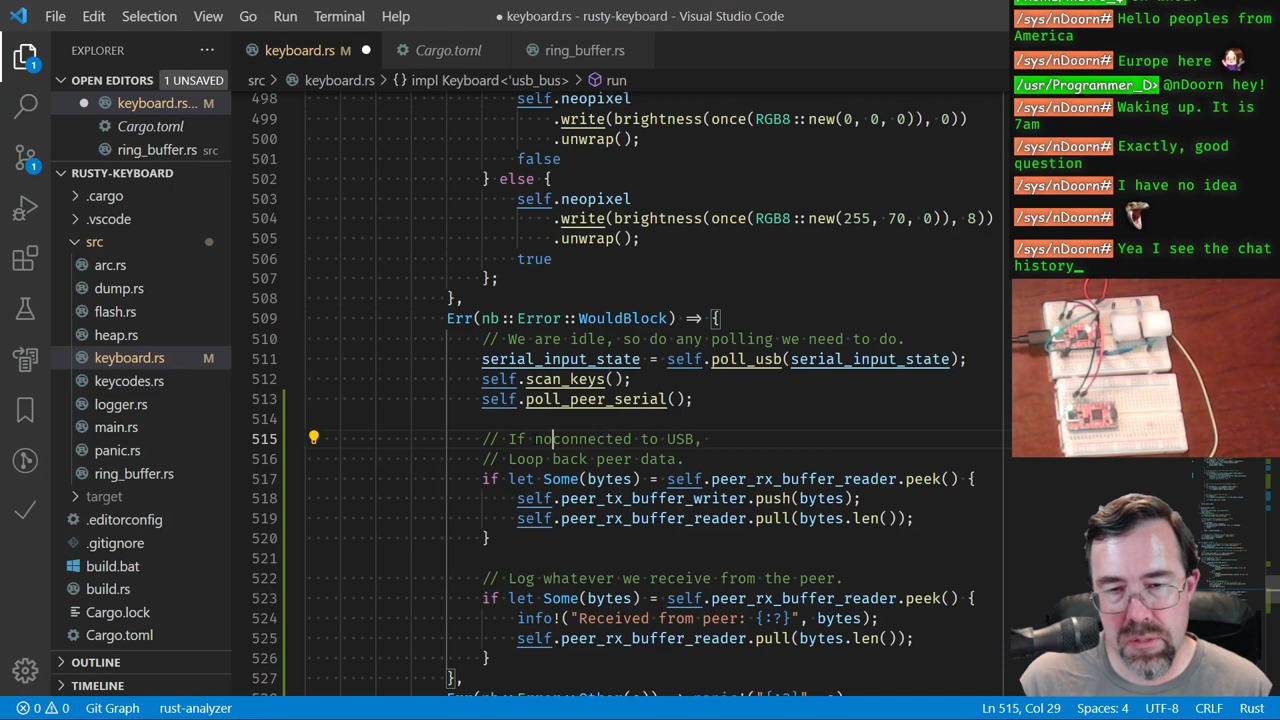 File Edit Selection View Go Run Terminal Help
● keyboard.rs - rusty-keyboard - Visual Studio Code
EXPLORER
OPEN EDITORS 1 UNSAVED
keyboard.rs... M
Cargo.toml
ring_buffer.rs src
RUSTY-KEYBOARD
.cargo
.vscode
src
arc.rs
dump.rs
flash.rs
heap.rs
keyboard.rs M
keycodes.rs
logger.rs
main.rs
panic.rs
ring_buffer.rs
target
.editorconfig
.gitignore
build.bat
build.rs
Cargo.lock
Cargo.toml
OUTLINE
TIMELINE
1
1
keyboard.rs M ● Cargo.toml ring_buffer.rs
src > keyboard.rs > {} impl Keyboard<'usb_bus> > run
498 self.neopixel
499 .write(brightness(once(RGB8::new(0, 0, 0)), 0))
500 .unwrap();
501 false
502 } else {
503 self.neopixel
504 .write(brightness(once(RGB8::new(255, 70, 0)), 8))
505 .unwrap();
506 true
507 };
508 },
509 Err(nb::Error::WouldBlock) => {
510 // We are idle, so do any polling we need to do.
511 serial_input_state = self.poll_usb(serial_input_state);
512 self.scan_keys();
513 self.poll_peer_serial();
514
515 // If noconnected to USB,
516 // Loop back peer data.
517 if let Some(bytes) = self.peer_rx_buffer_reader.peek() {
518 self.peer_tx_buffer_writer.push(bytes);
519 self.peer_rx_buffer_reader.pull(bytes.len());
520 }
521
522 // Log whatever we receive from the peer.
523 if let Some(bytes) = self.peer_rx_buffer_reader.peek() {
524 info!("Received from peer: {:?}", bytes);
525 self.peer_rx_buffer_reader.pull(bytes.len());
526 }
527 },
/sys/nDoorn# Hello peoples from
America
/sys/nDoorn# Europe here
/usr/Programmer_D> @nDoorn hey!
/sys/nDoorn# Waking up. It is
7am
/sys/nDoorn# Exactly, good
question
/sys/nDoorn# I have no idea
/sys/nDoorn#
/sys/nDoorn# Yea I see the chat
history_
0 0 Git Graph rust-analyzer
Ln 515, Col 29 Spaces: 4 UTF-8 CRLF Rust